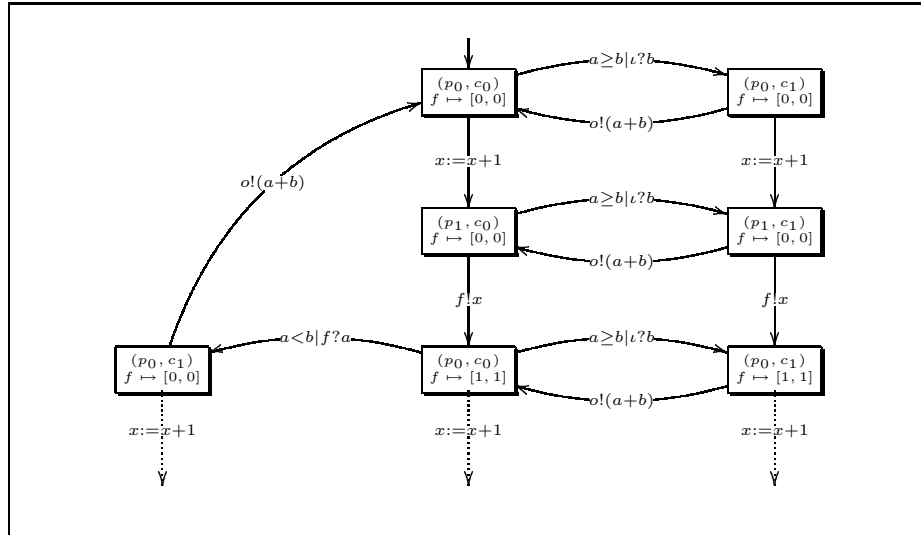 a≥b|ι?b
(p₀, c₀)
f ↦ [0, 0]
(p₀, c₁)
f ↦ [0, 0]
o!(a+b)
x:=x+1
x:=x+1
o!(a+b)
a≥b|ι?b
(p₁, c₀)
f ↦ [0, 0]
(p₁, c₁)
f ↦ [0, 0]
o!(a+b)
f!x
f!x
a<b|f?a
a≥b|ι?b
(p₀, c₁)
f ↦ [0, 0]
(p₀, c₀)
f ↦ [1, 1]
(p₀, c₁)
f ↦ [1, 1]
o!(a+b)
x:=x+1
x:=x+1
x:=x+1